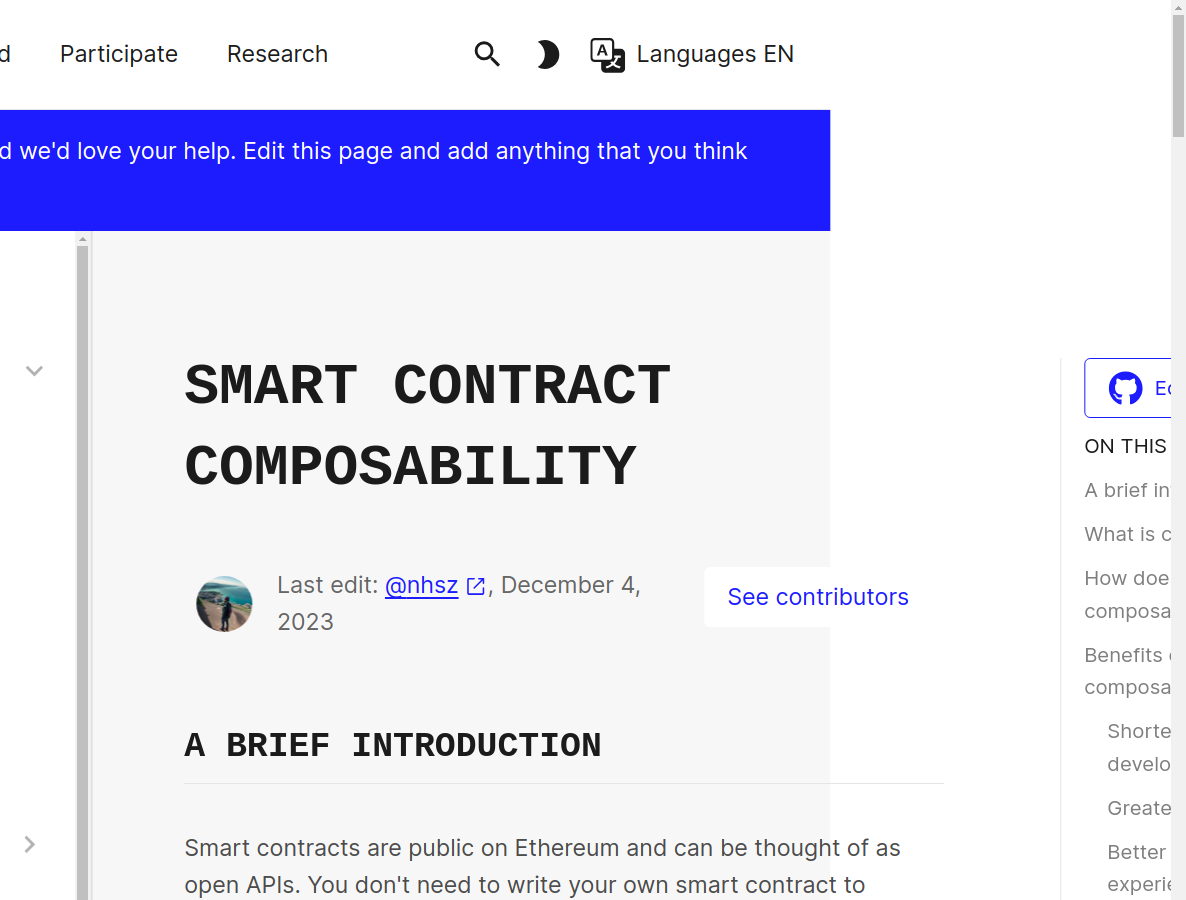 d Participate Research Languages EN
d we'd love your help. Edit this page and add anything that you think
SMART CONTRACT
COMPOSABILITY
Last edit: @nhsz , December 4,
2023
See contributors
A BRIEF INTRODUCTION
Smart contracts are public on Ethereum and can be thought of as
open APIs. You don't need to write your own smart contract to
ON THIS
A brief in
What is c
How doe
composa
Benefits
composa
Shorte
develo
Greate
Better
experie